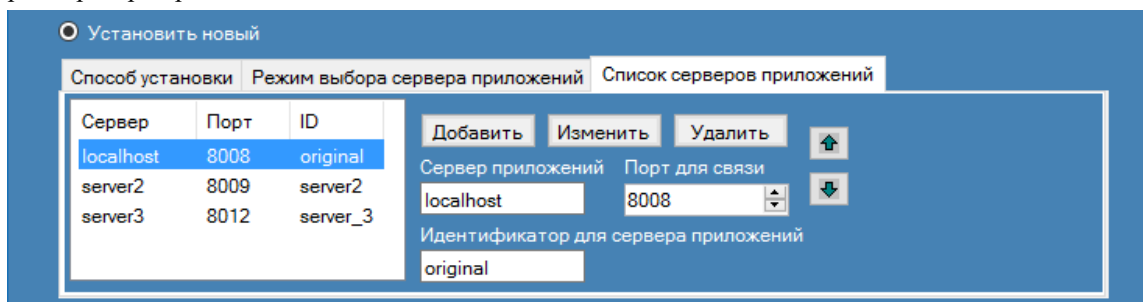 Установить новый
Способ установки Режим выбора сервера приложений Список серверов приложений
Сервер Порт ID
localhost 8008 original
server2 8009 server2
server3 8012 server_3
Добавить Изменить Удалить
Сервер приложений Порт для связи
localhost 8008
Идентификатор для сервера приложений
original